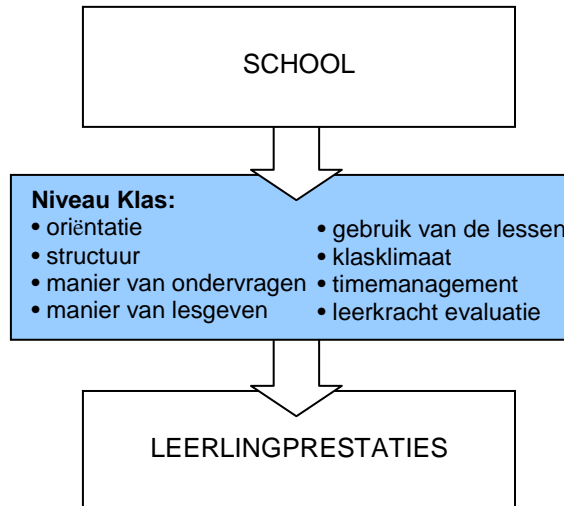 SCHOOL
Niveau Klas:
• oriëntatie
• structuur
• manier van ondervragen
• manier van lesgeven
• gebruik van de lessen
• klasklimaat
• timemanagement
• leerkracht evaluatie
LEERLINGPRESTATIES